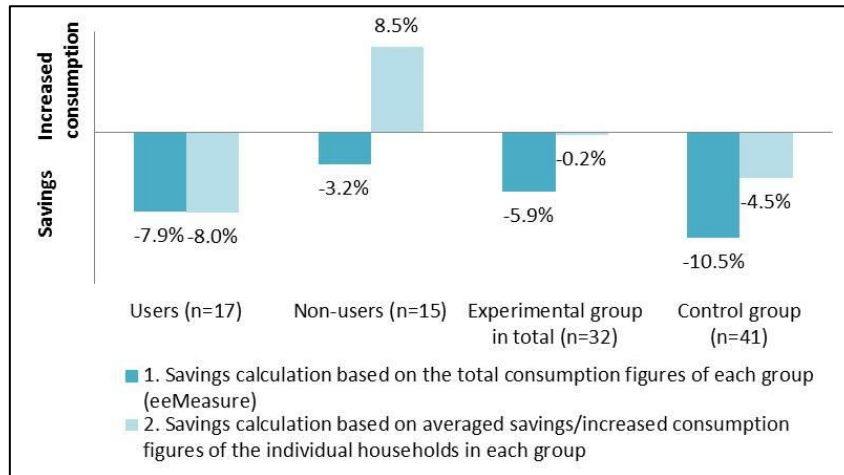 Increased
consumption
Savings
8.5%
-3.2%
-0.2%
-5.9%
-4.5%
-7.9%
-8.0%
-10.5%
Users (n=17)
Non-users (n=15)
Experimental group
in total (n=32)
Control group
(n=41)
1. Savings calculation based on the total consumption figures of each group
(eeMeasure)
2. Savings calculation based on averaged savings/increased consumption
figures of the individual households in each group